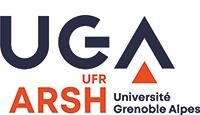 UGA
UFR
ARSH Université
Grenoble Alpes